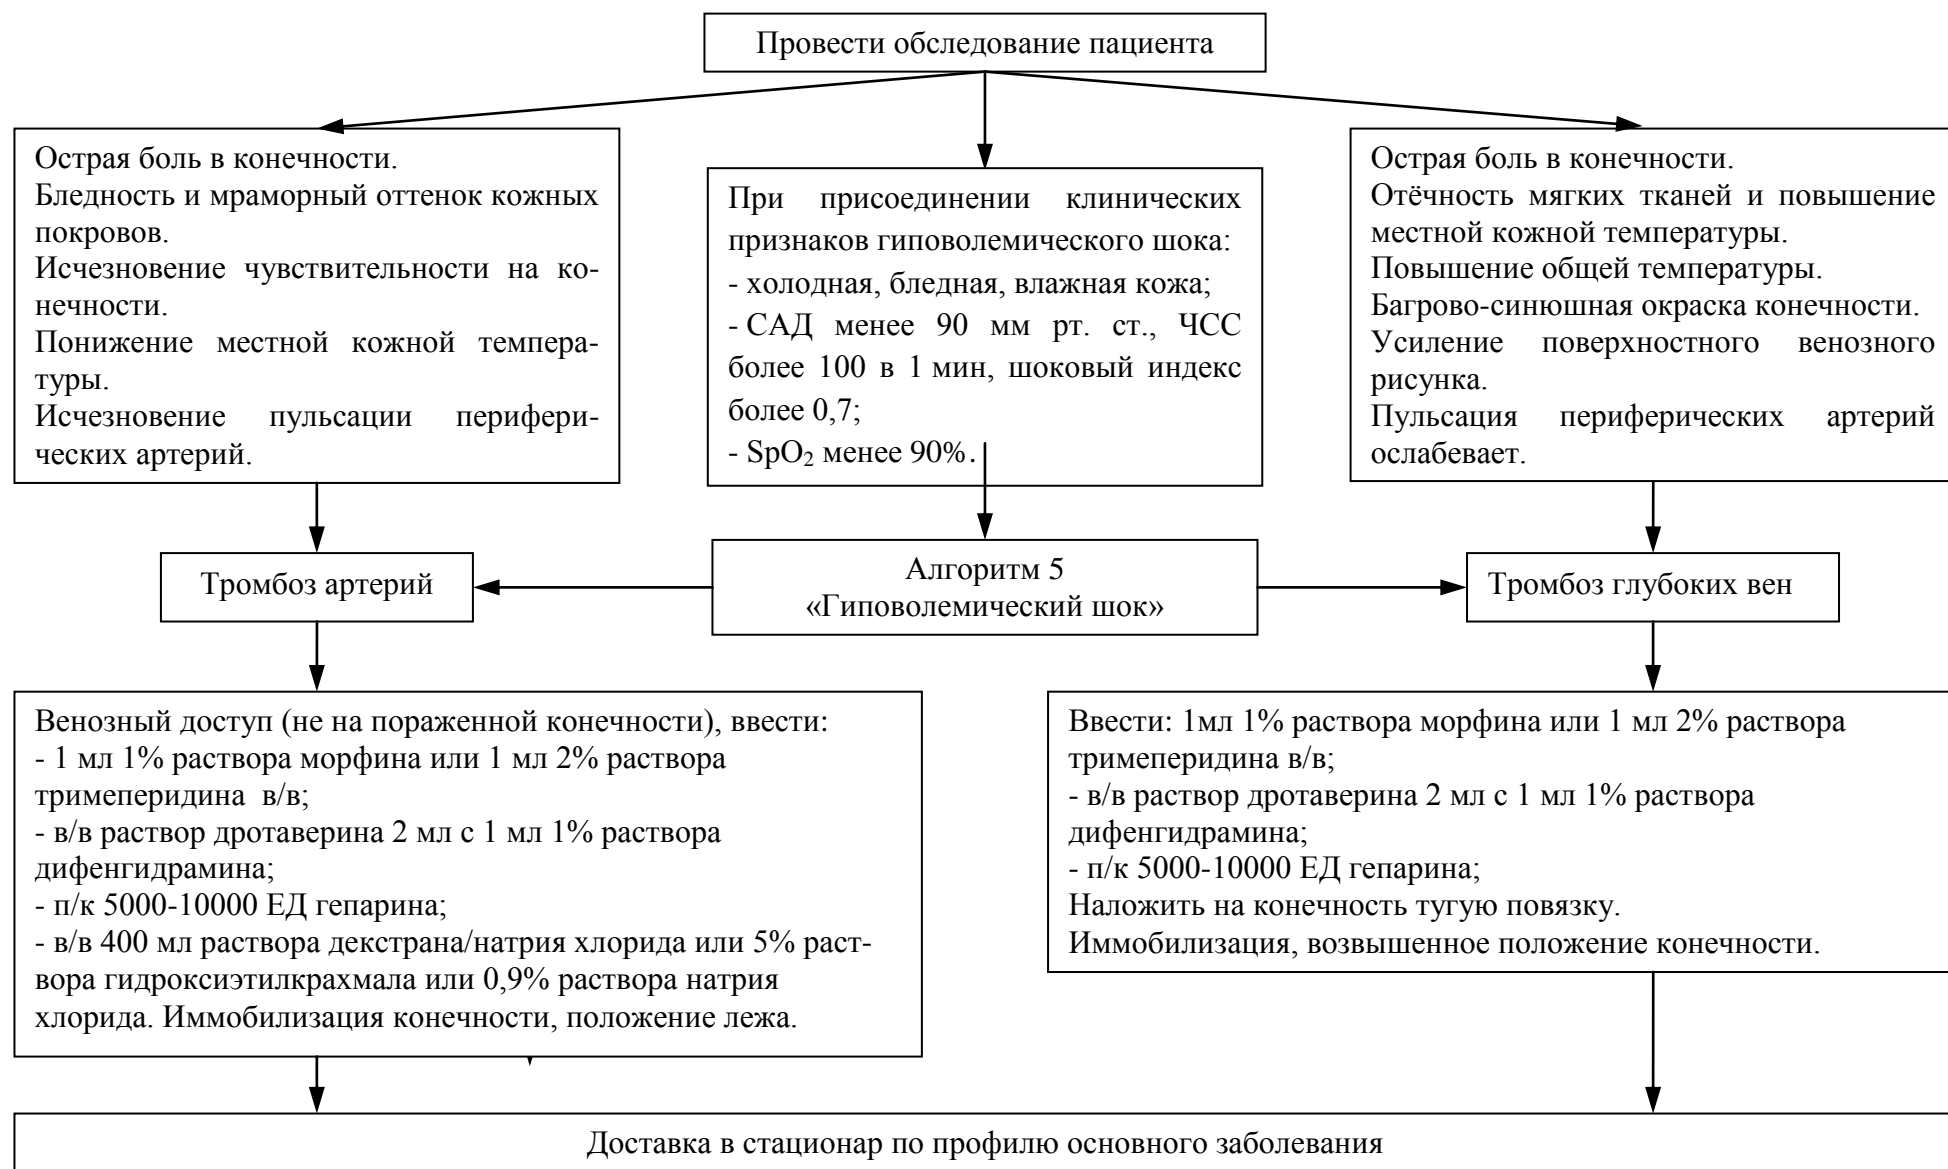 Провести обследование пациента
Острая боль в конечности.
Бледность и мраморный оттенок кожных
покровов.
Исчезновение чувствительности на ко-
нечности.
Понижение местной кожной темпера-
туры.
Исчезновение пульсации перифери-
ческих артерий.
При присоединении клинических
признаков гиповолемического шока:
- холодная, бледная, влажная кожа;
- САД менее 90 мм рт. ст., ЧСС
более 100 в 1 мин, шоковый индекс
более 0,7;
- SpO₂ менее 90%.
Острая боль в конечности.
Отёчность мягких тканей и повышение
местной кожной температуры.
Повышение общей температуры.
Багрово-синюшная окраска конечности.
Усиление поверхностного венозного
рисунка.
Пульсация периферических артерий
ослабевает.
Тромбоз артерий
Алгоритм 5
«Гиповолемический шок»
Тромбоз глубоких вен
Венозный доступ (не на пораженной конечности), ввести:
- 1 мл 1% раствора морфина или 1 мл 2% раствора
тримеперидина в/в;
- в/в раствор дротаверина 2 мл с 1 мл 1% раствора
дифенгидрамина;
- п/к 5000-10000 ЕД гепарина;
- в/в 400 мл раствора декстрана/натрия хлорида или 5% раст-
вора гидроксиэтилкрахмала или 0,9% раствора натрия
хлорида. Иммобилизация конечности, положение лежа.
Ввести: 1мл 1% раствора морфина или 1 мл 2% раствора
тримеперидина в/в;
- в/в раствор дротаверина 2 мл с 1 мл 1% раствора
дифенгидрамина;
- п/к 5000-10000 ЕД гепарина;
Наложить на конечность тугую повязку.
Иммобилизация, возвышенное положение конечности.
Доставка в стационар по профилю основного заболевания